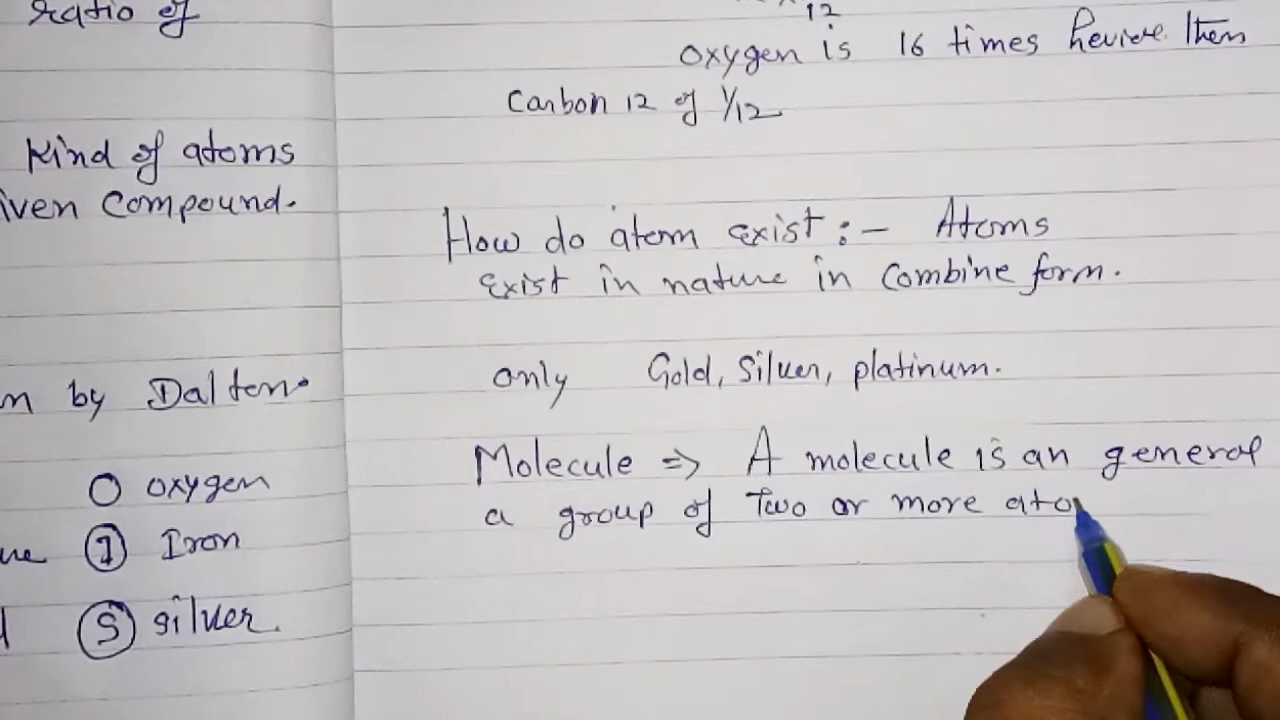 ratio of
Kind of atoms
iven compound.
n by Dalton
O oxygen
I Iron
S silver
12
oxygen is 16 times
Carbon 12 of 1/12
How do atom exist :- Atoms
exist in nature in combine form.
only Gold, Silver, platinum.
Molecule => A molecule is an general
a group of Two or more ato